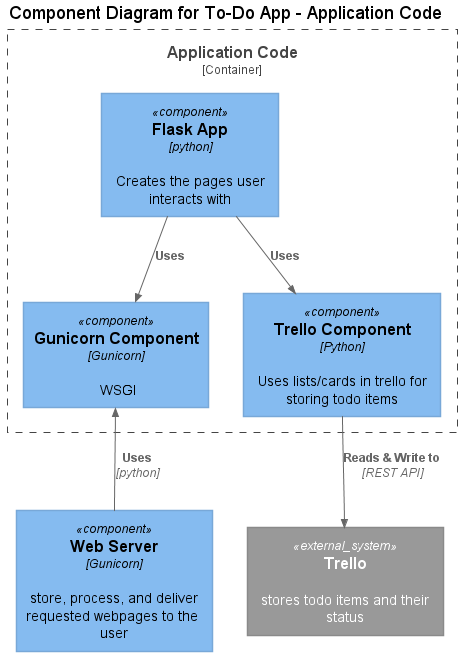 Component Diagram for To-Do App - Application Code
Application Code
[Container]
«component»
Flask App
[python]
Creates the pages user
interacts with
Uses
Uses
«component»
Gunicorn Component
[Gunicorn]
WSGI
«component»
Trello Component
[Python]
Uses lists/cards in trello for
storing todo items
Uses
[python]
Reads & Write to
[REST API]
«component»
Web Server
[Gunicorn]
store, process, and deliver
requested webpages to the
user
«external_system»
Trello
stores todo items and their
status